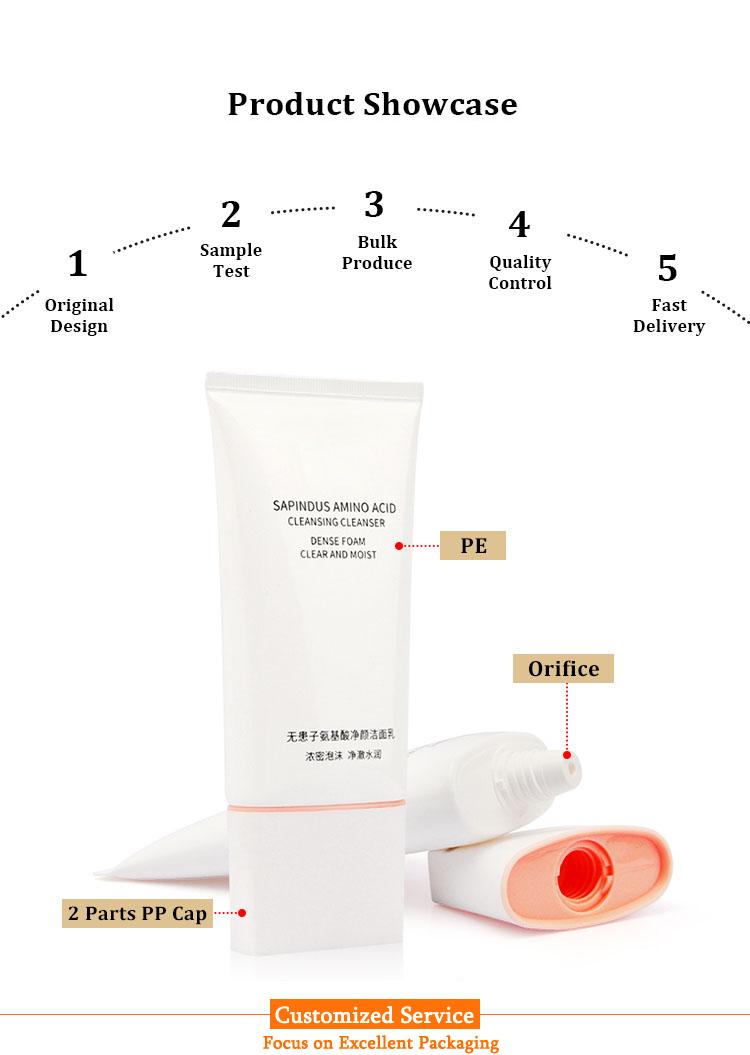 Product Showcase
1
Original
Design
2
Sample
Test
3
Bulk
Produce
4
Quality
Control
5
Fast
Delivery
SAPINDUS AMINO ACID
CLEANSING CLEANSER
DENSE FOAM
CLEAR AND MOIST
PE
Orifice
无患子氨基酸净颜洁面乳
浓密泡沫 净澈水润
2 Parts PP Cap
Customized Service
Focus on Excellent Packaging